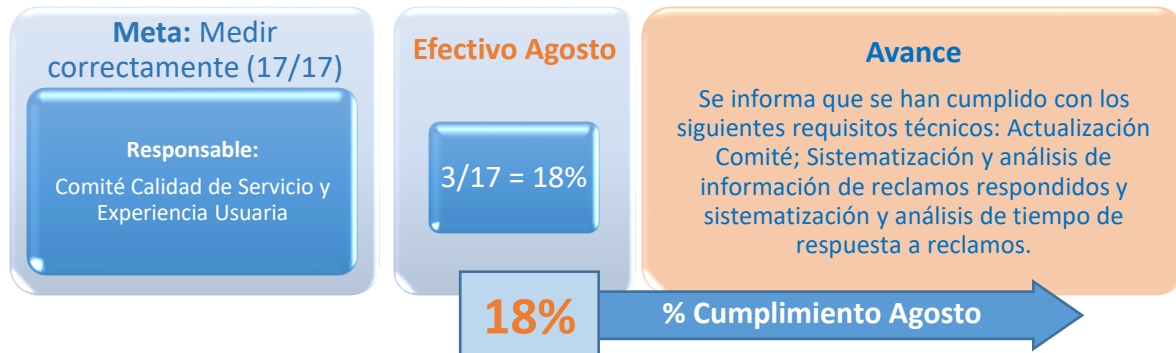 Meta: Medir
correctamente (17/17)
Responsable:
Comité Calidad de Servicio y
Experiencia Usuaria
Efectivo Agosto
3/17 = 18%
Avance
Se informa que se han cumplido con los
siguientes requisitos técnicos: Actualización
Comité; Sistematización y análisis de
información de reclamos respondidos y
sistematización y análisis de tiempo de
respuesta a reclamos.
18%
% Cumplimiento Agosto